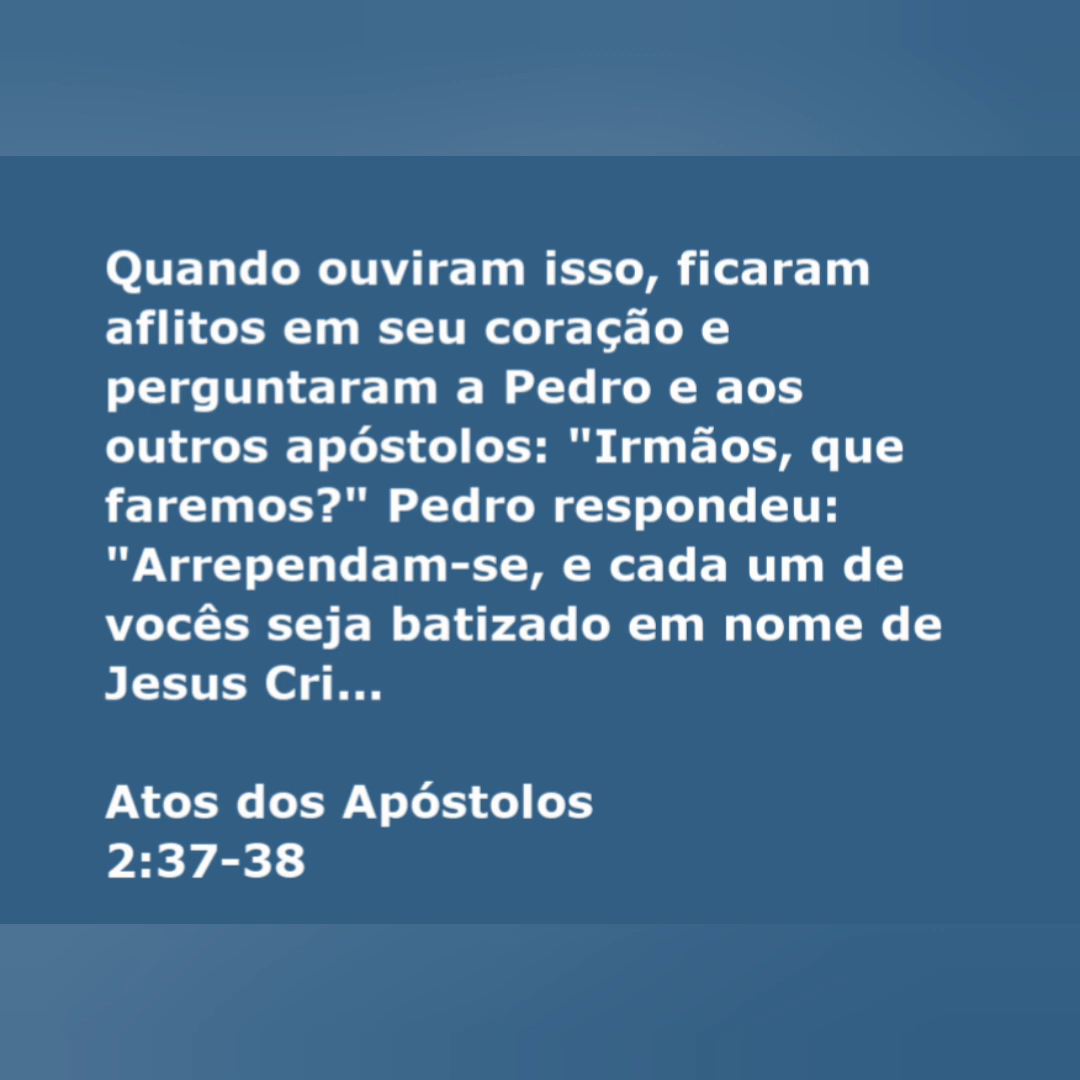 Quando ouviram isso, ficaram
aflitos em seu coração e
perguntaram a Pedro e aos
outros apóstolos: "Irmãos, que
faremos?" Pedro respondeu:
"Arrependam-se, e cada um de
vocês seja batizado em nome de
Jesus Cri...
Atos dos Apóstolos
2:37-38